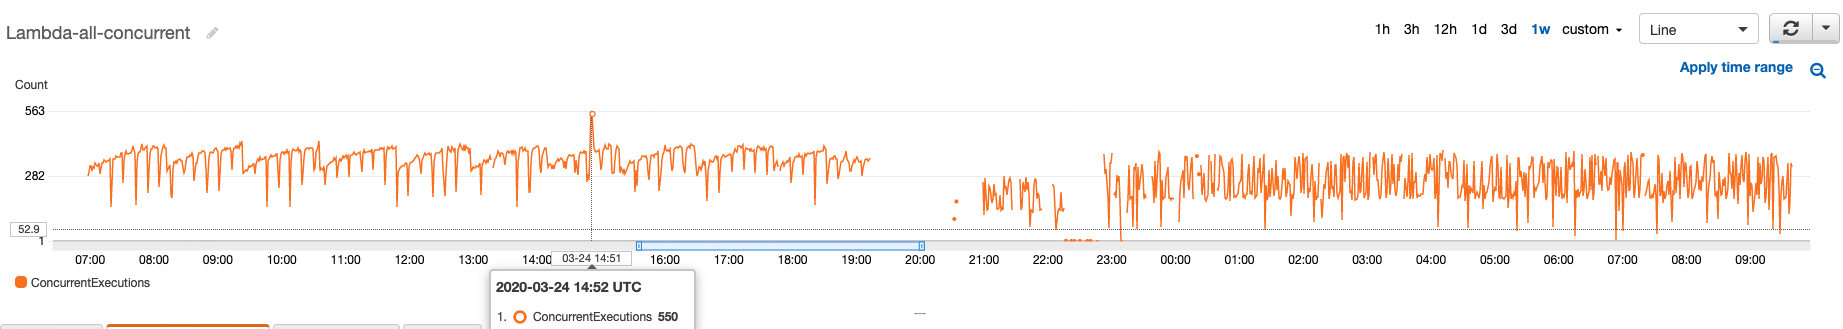 Lambda-all-concurrent
1h 3h 12h 1d 3d 1w custom
Line
Apply time range
Count
563
282
52.9
1
07:00 08:00 09:00 10:00 11:00 12:00 13:00 14:00 03-24 14:51 16:00 17:00 18:00 19:00 20:00 21:00 22:00 23:00 00:00 01:00 02:00 03:00 04:00 05:00 06:00 07:00 08:00 09:00
ConcurrentExecutions
2020-03-24 14:52 UTC
1. ConcurrentExecutions 550
---